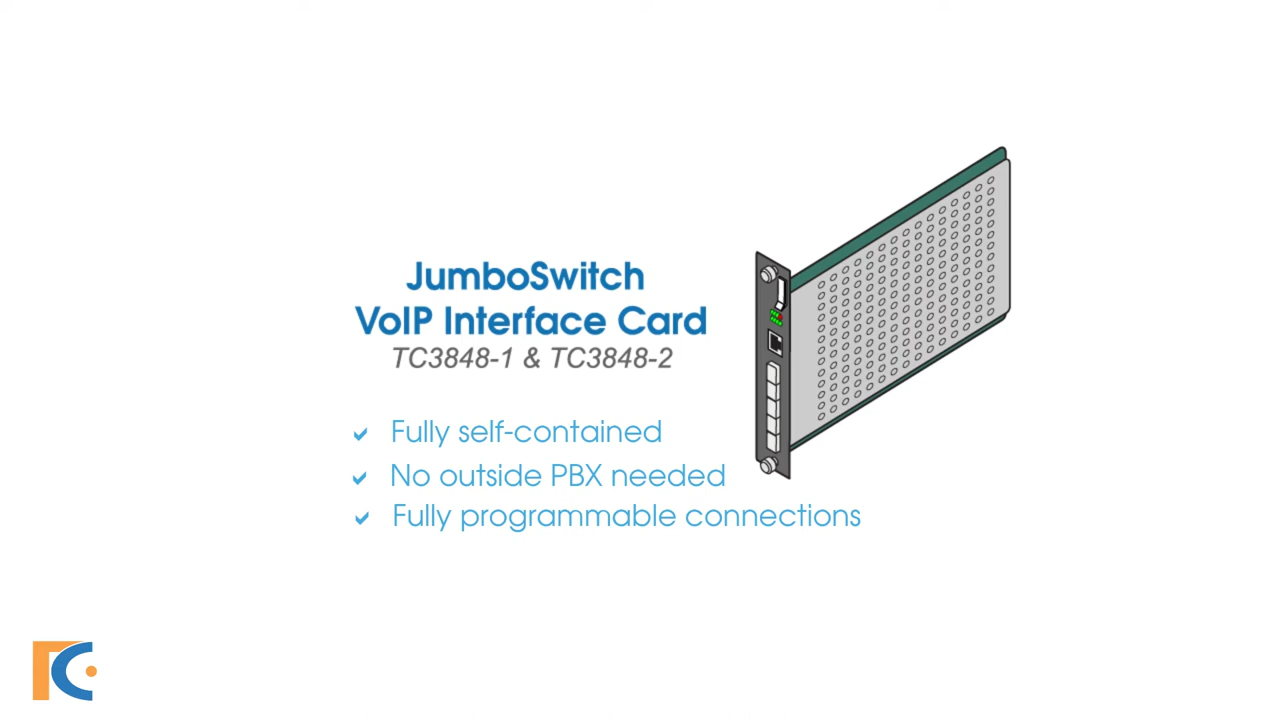 JumboSwitch
VoIP Interface Card
TC3848-1 & TC3848-2
Fully self-contained
No outside PBX needed
Fully programmable connections